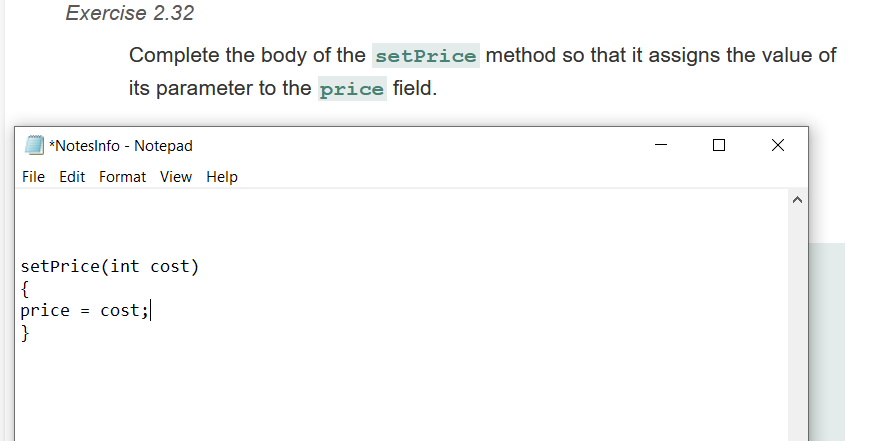 Exercise 2.32
Complete the body of the setPrice method so that it assigns the value of
its parameter to the price field.
*NotesInfo - Notepad
File Edit Format View Help
setPrice(int cost)
{
price = cost;
}